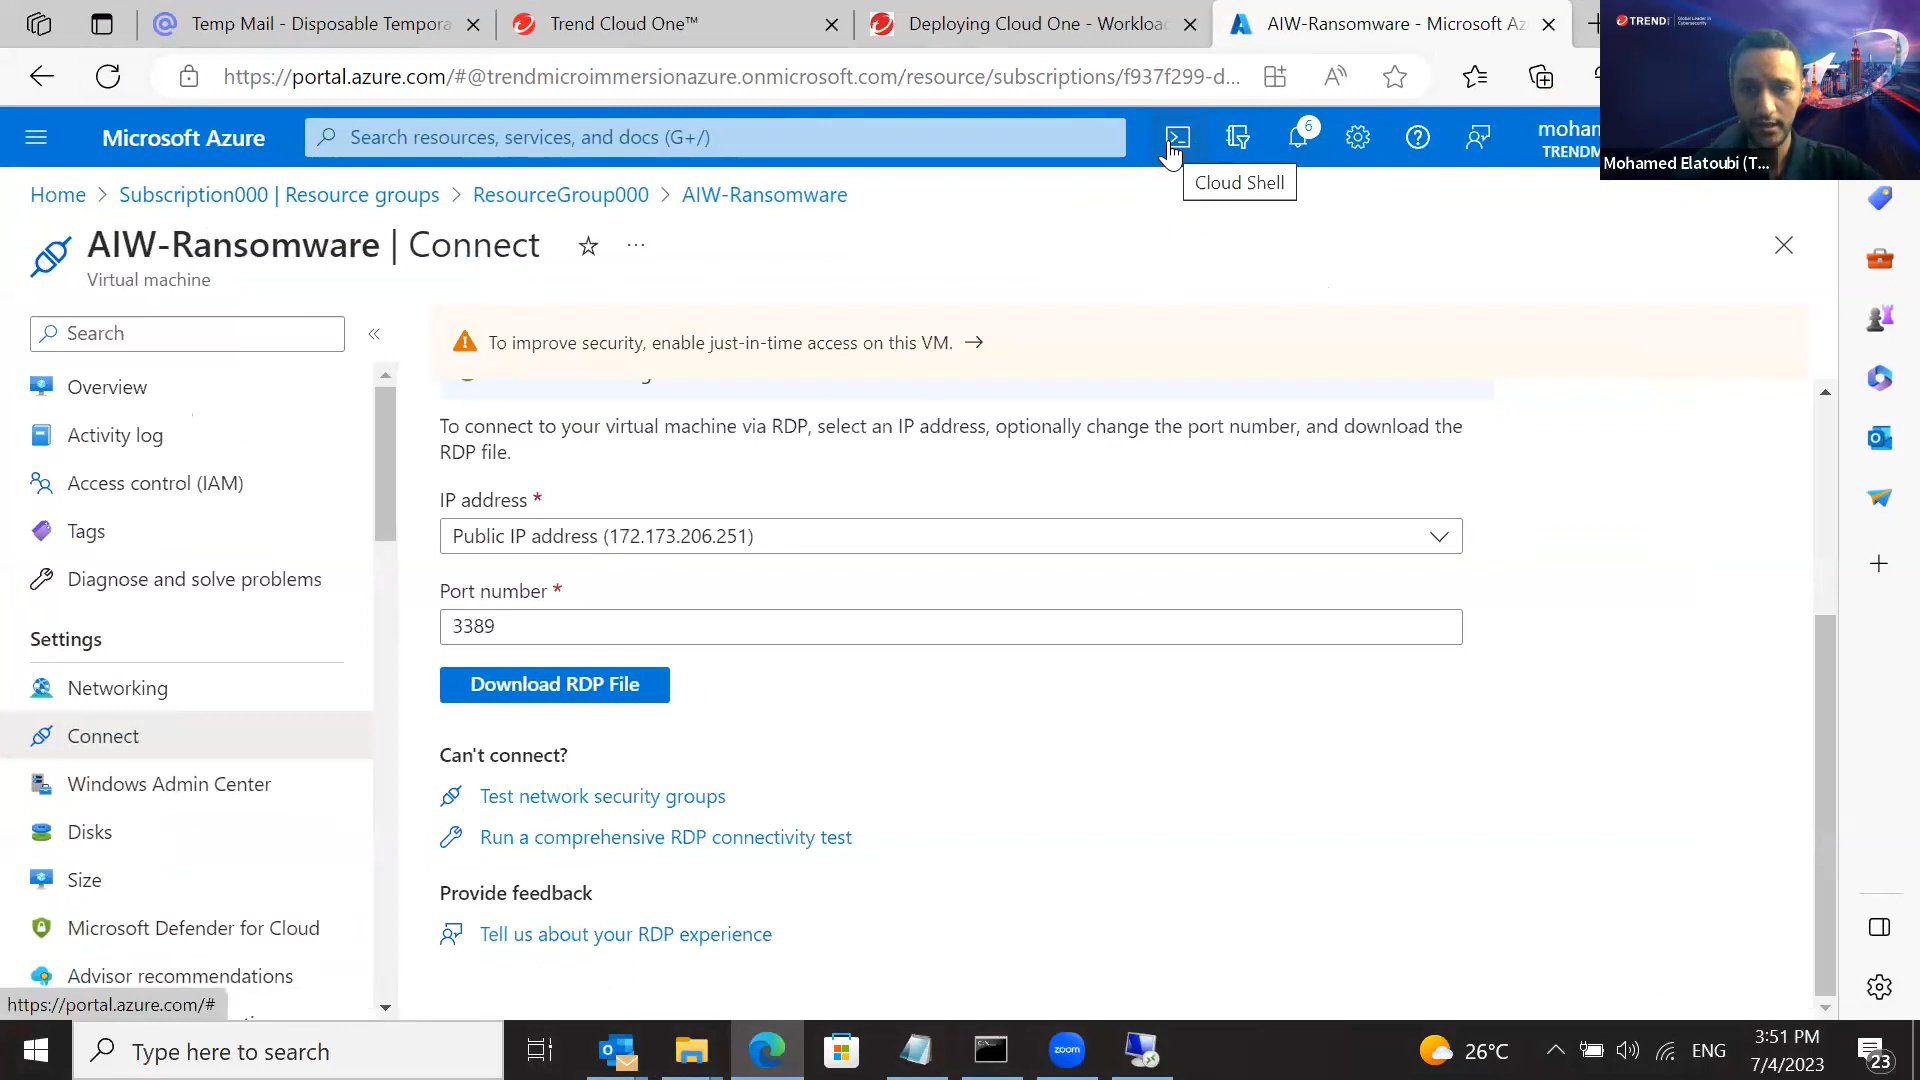 Temp Mail - Disposable Tempora
Trend Cloud One™
Deploying Cloud One - Workloa
AIW-Ransomware - Microsoft Az
https://portal.azure.com/#@trendmicroimmersionazure.onmicrosoft.com/resource/subscriptions/f937f299-d...
TREND
Mohamed Elatoubi (T...
Microsoft Azure
Search resources, services, and docs (G+/)
6
moham
TRENDM
Cloud Shell
Home > Subscription000 | Resource groups > ResourceGroup000 > AIW-Ransomware
AIW-Ransomware | Connect
Virtual machine
Search
To improve security, enable just-in-time access on this VM.
Overview
Activity log
Access control (IAM)
Tags
Diagnose and solve problems
Settings
Networking
Connect
Windows Admin Center
Disks
Size
Microsoft Defender for Cloud
Advisor recommendations
https://portal.azure.com/#
To connect to your virtual machine via RDP, select an IP address, optionally change the port number, and download the
RDP file.
IP address *
Public IP address (172.173.206.251)
Port number *
3389
Download RDP File
Can't connect?
Test network security groups
Run a comprehensive RDP connectivity test
Provide feedback
Tell us about your RDP experience
Type here to search
zoom
26°C
ENG
3:51 PM
7/4/2023
23